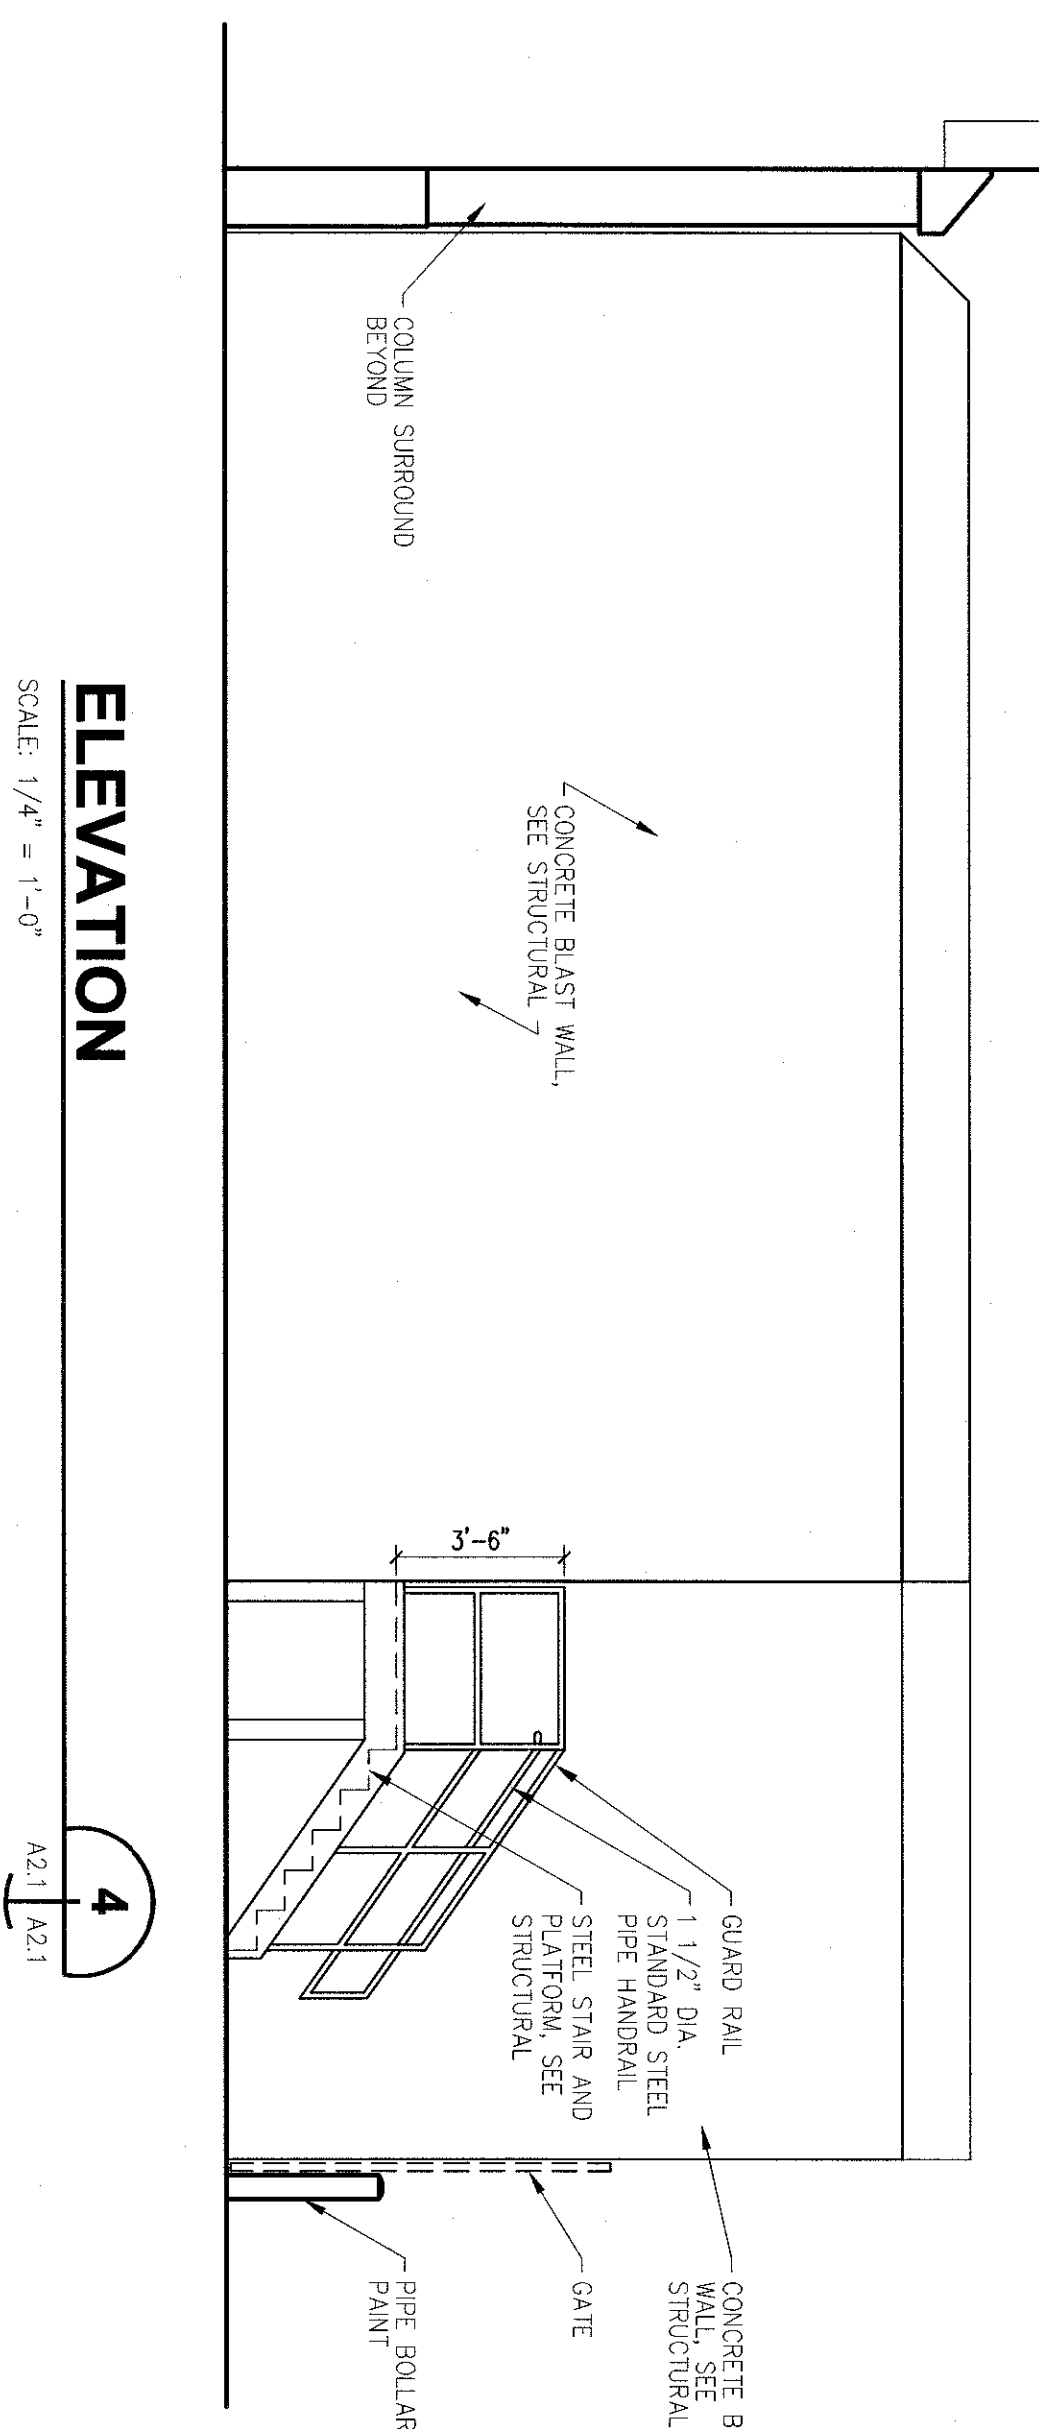 COLUMN SURROUND
BEYOND
CONCRETE BLAST WALL,
SEE STRUCTURAL
3'-6"
GUARD RAIL
1 1/2" DIA.
STANDARD STEEL
PIPE HANDRAIL
STEEL STAIR AND
PLATFORM, SEE
STRUCTURAL
CONCRETE B
WALL, SEE
STRUCTURAL
GATE
PIPE BOLLAR
PAINT
ELEVATION
SCALE: 1/4" = 1'-0"
4
A2.1 A2.1